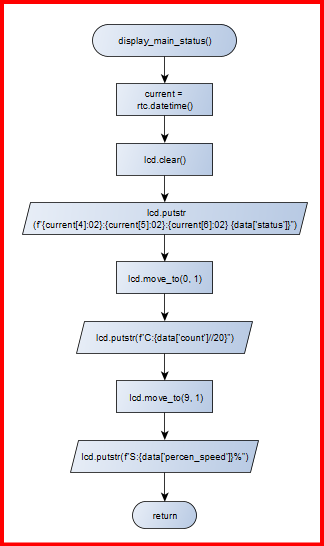 display_main_status()
current =
rtc.datetime()
lcd.clear()
lcd.putstr
(f"{current[4]:02}:{current[5]:02}:{current[6]:02} {data['status']}")
lcd.move_to(0, 1)
lcd.putstr(f"C:{data['count']//20}")
lcd.move_to(9, 1)
lcd.putstr(f"S:{data['percen_speed']}%")
return